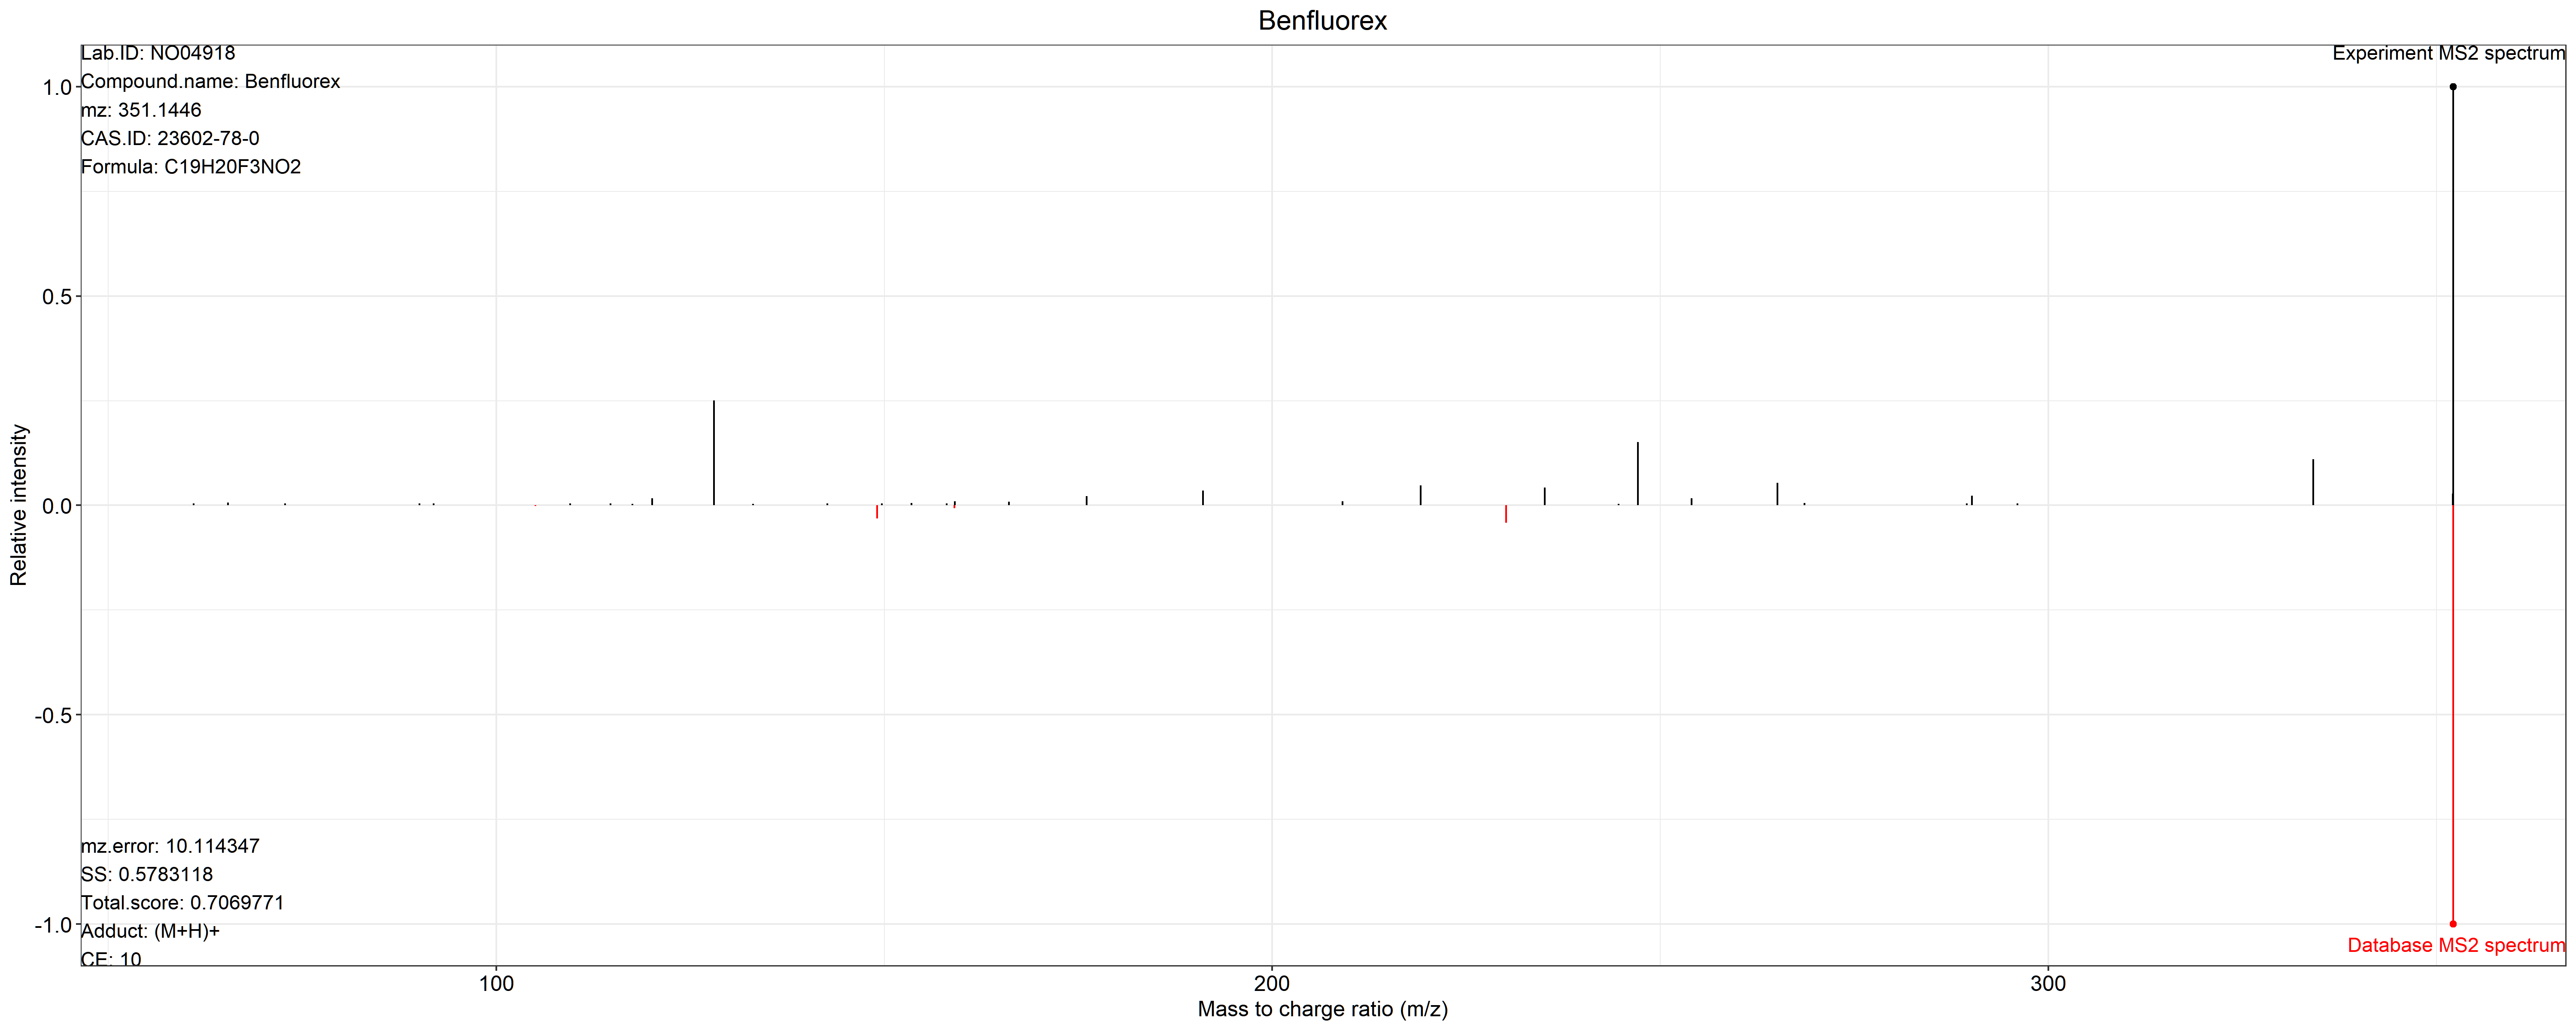 Benfluorex
Lab.ID: NO04918
Compound.name: Benfluorex
mz: 351.1446
CAS.ID: 23602-78-0
Formula: C19H20F3NO2
Experiment MS2 spectrum
1.0
0.5
0.0
-0.5
-1.0
Relative intensity
mz.error: 10.114347
SS: 0.5783118
Total.score: 0.7069771
Adduct: (M+H)+
CE: 10
Database MS2 spectrum
100 200 300
Mass to charge ratio (m/z)